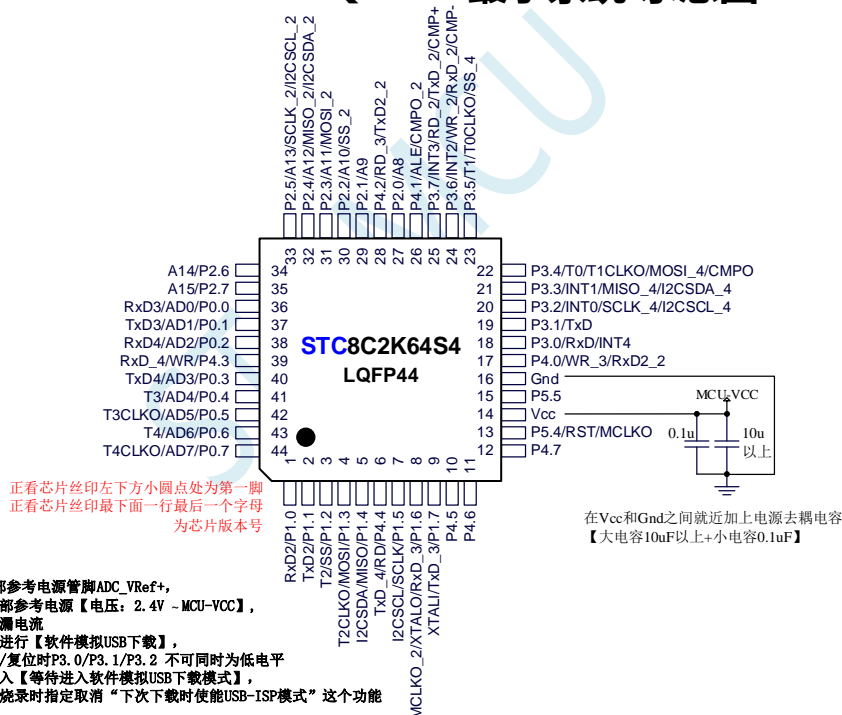 P2.5/A13/SCLK_2/I2CSCL_2
P2.4/A12/MISO_2/I2CSDA_2
P2.3/A11/MOSI_2
P2.2/A10/SS_2
P2.1/A9
P4.2/RD_3/TxD2_2
P2.0/A8
P4.1/ALE/CMPO_2
P3.7/INT3/RD_2/TxD_2/CMP+
P3.6/INT2/WR_2/RxD_2/CMP-
P3.5/T1/T0CLKO/SS_4
33 32 31 30 29 28 27 26 25 24 23
A14/P2.6 34
A15/P2.7 35
RxD3/AD0/P0.0 36
TxD3/AD1/P0.1 37
RxD4/AD2/P0.2 38
RxD_4/WR/P4.3 39
TxD4/AD3/P0.3 40
T3/AD4/P0.4 41
T3CLKO/AD5/P0.5 42
T4/AD6/P0.6 43
T4CLKO/AD7/P0.7 44
STC8C2K64S4
LQFP44
22 P3.4/T0/T1CLKO/MOSI_4/CMPO
21 P3.3/INT1/MISO_4/I2CSDA_4
20 P3.2/INT0/SCLK_4/I2CSCL_4
19 P3.1/TxD
18 P3.0/RxD/INT4
17 P4.0/WR_3/RxD2_2
16 Gnd
15 P5.5
14 Vcc
13 P5.4/RST/MCLKO
12 P4.7
MCU-VCC
0.1u
10u
以上
1 2 3 4 5 6 7 8 9 10 11
RxD2/P1.0
TxD2/P1.1
T2/SS/P1.2
T2CLKO/MOSI/P1.3
I2CSDA/MISO/P1.4
TxD_4/RD/P4.4
I2CSCL/SCLK/P1.5
MCLKO_2/XTALO/RxD_3/P1.6
XTALI/TxD_3/P1.7
P4.5
P4.6
正看芯片丝印左下方小圆点处为第一脚
正看芯片丝印最下面一行最后一个字母
为芯片版本号
在Vcc和Gnd之间就近加上电源去耦电容
【大电容10uF以上+小电容0.1uF】
部参考电源管脚ADC_VRef+，
部参考电源【电压：2.4V ~ MCU-VCC】，
漏电流
进行【软件模拟USB下载】，
/复位时P3.0/P3.1/P3.2 不可同时为低电平
入【等待进入软件模拟USB下载模式】，
烧录时指定取消“下次下载时使能USB-ISP模式”这个功能